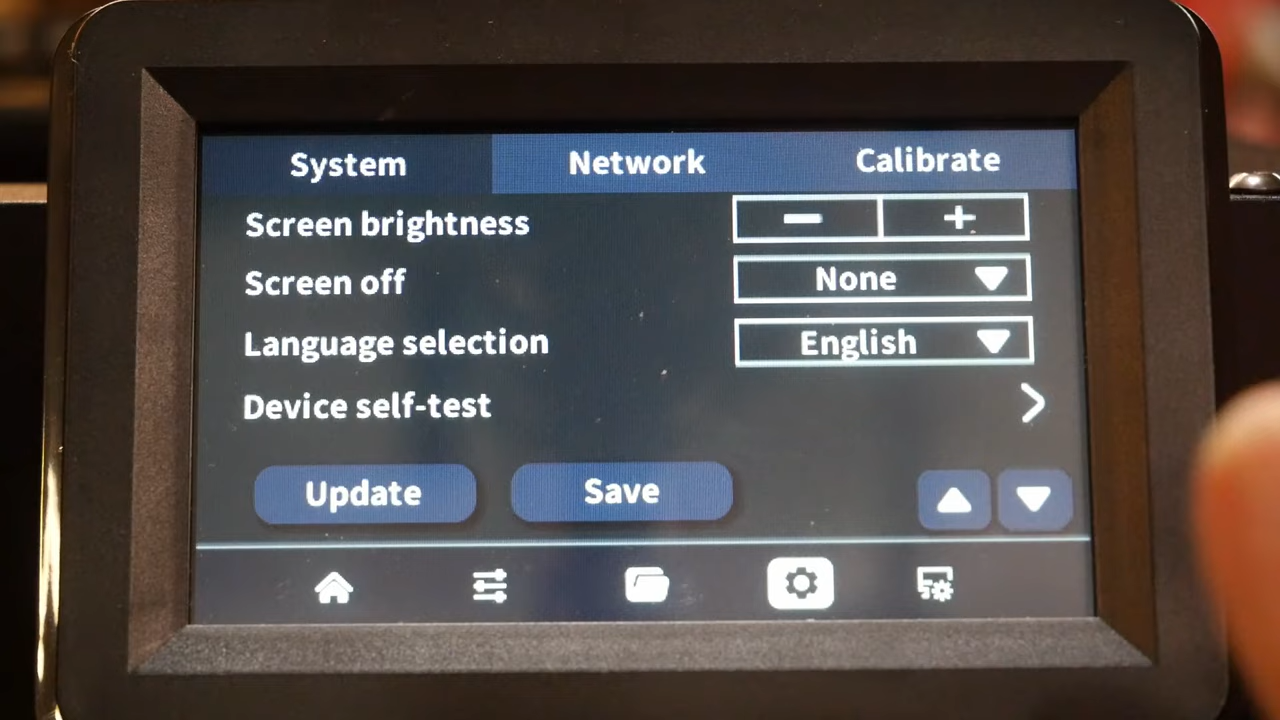 System Network Calibrate
Screen brightness − +
Screen off None
Language selection English
Device self-test
Update Save